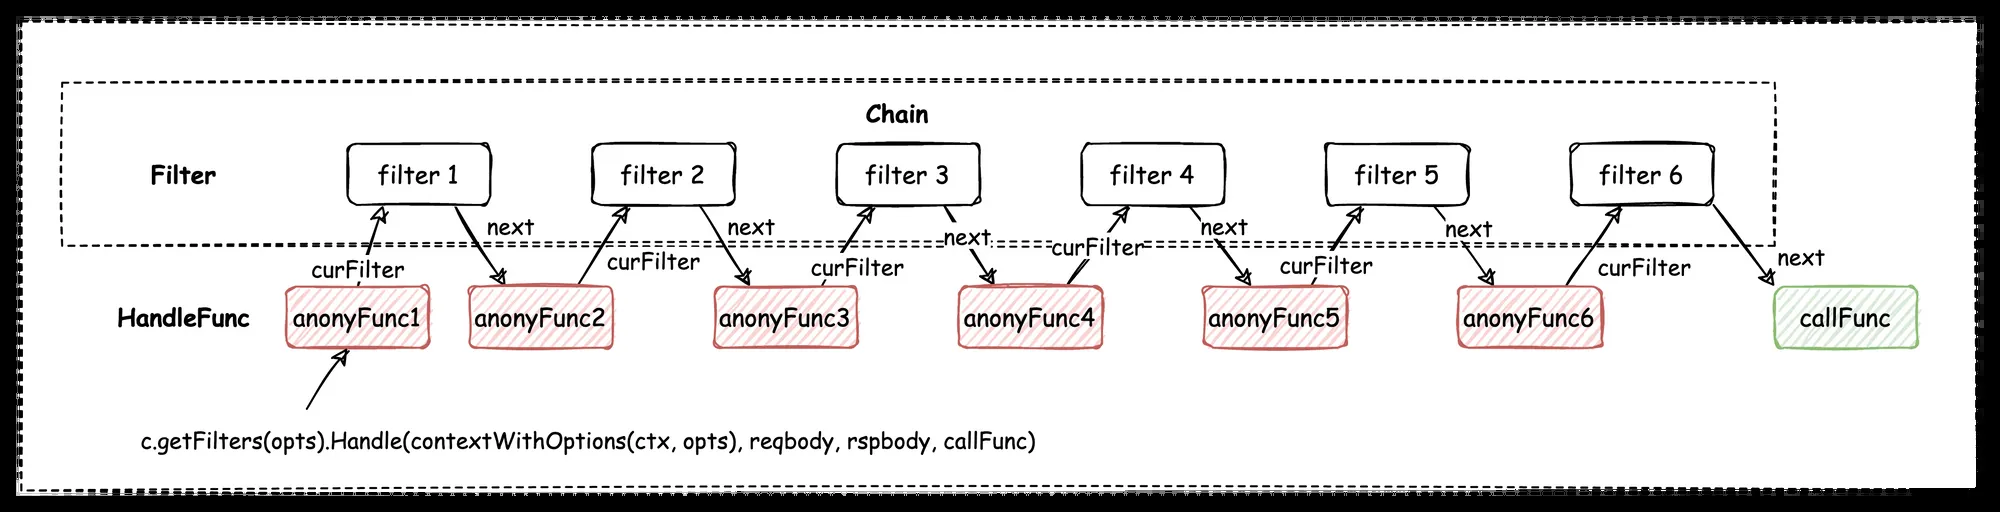 Chain
Filter
filter 1
filter 2
filter 3
filter 4
filter 5
filter 6
next
next
next
next
next
next
curFilter
curFilter
curFilter
curFilter
curFilter
curFilter
HandleFunc
anonyFunc1
anonyFunc2
anonyFunc3
anonyFunc4
anonyFunc5
anonyFunc6
callFunc
c.getFilters(opts).Handle(contextWithOptions(ctx, opts), reqbody, rspbody, callFunc)